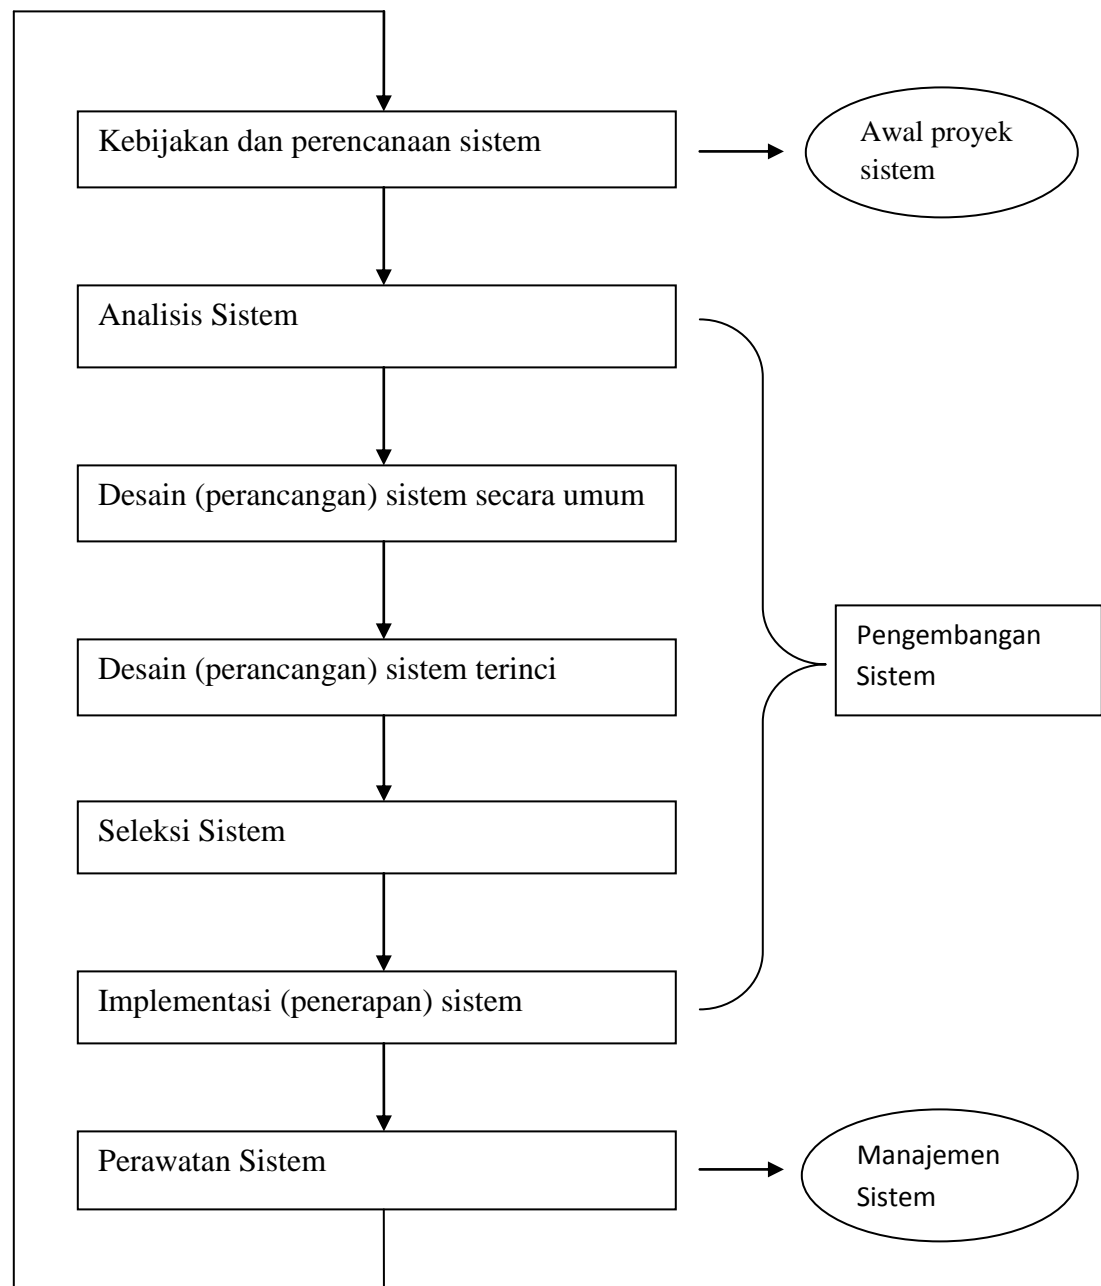 Kebijakan dan perencanaan sistem
Awal proyek
sistem
Analisis Sistem
Desain (perancangan) sistem secara umum
Desain (perancangan) sistem terinci
Pengembangan
Sistem
Seleksi Sistem
Implementasi (penerapan) sistem
Perawatan Sistem
Manajemen
Sistem